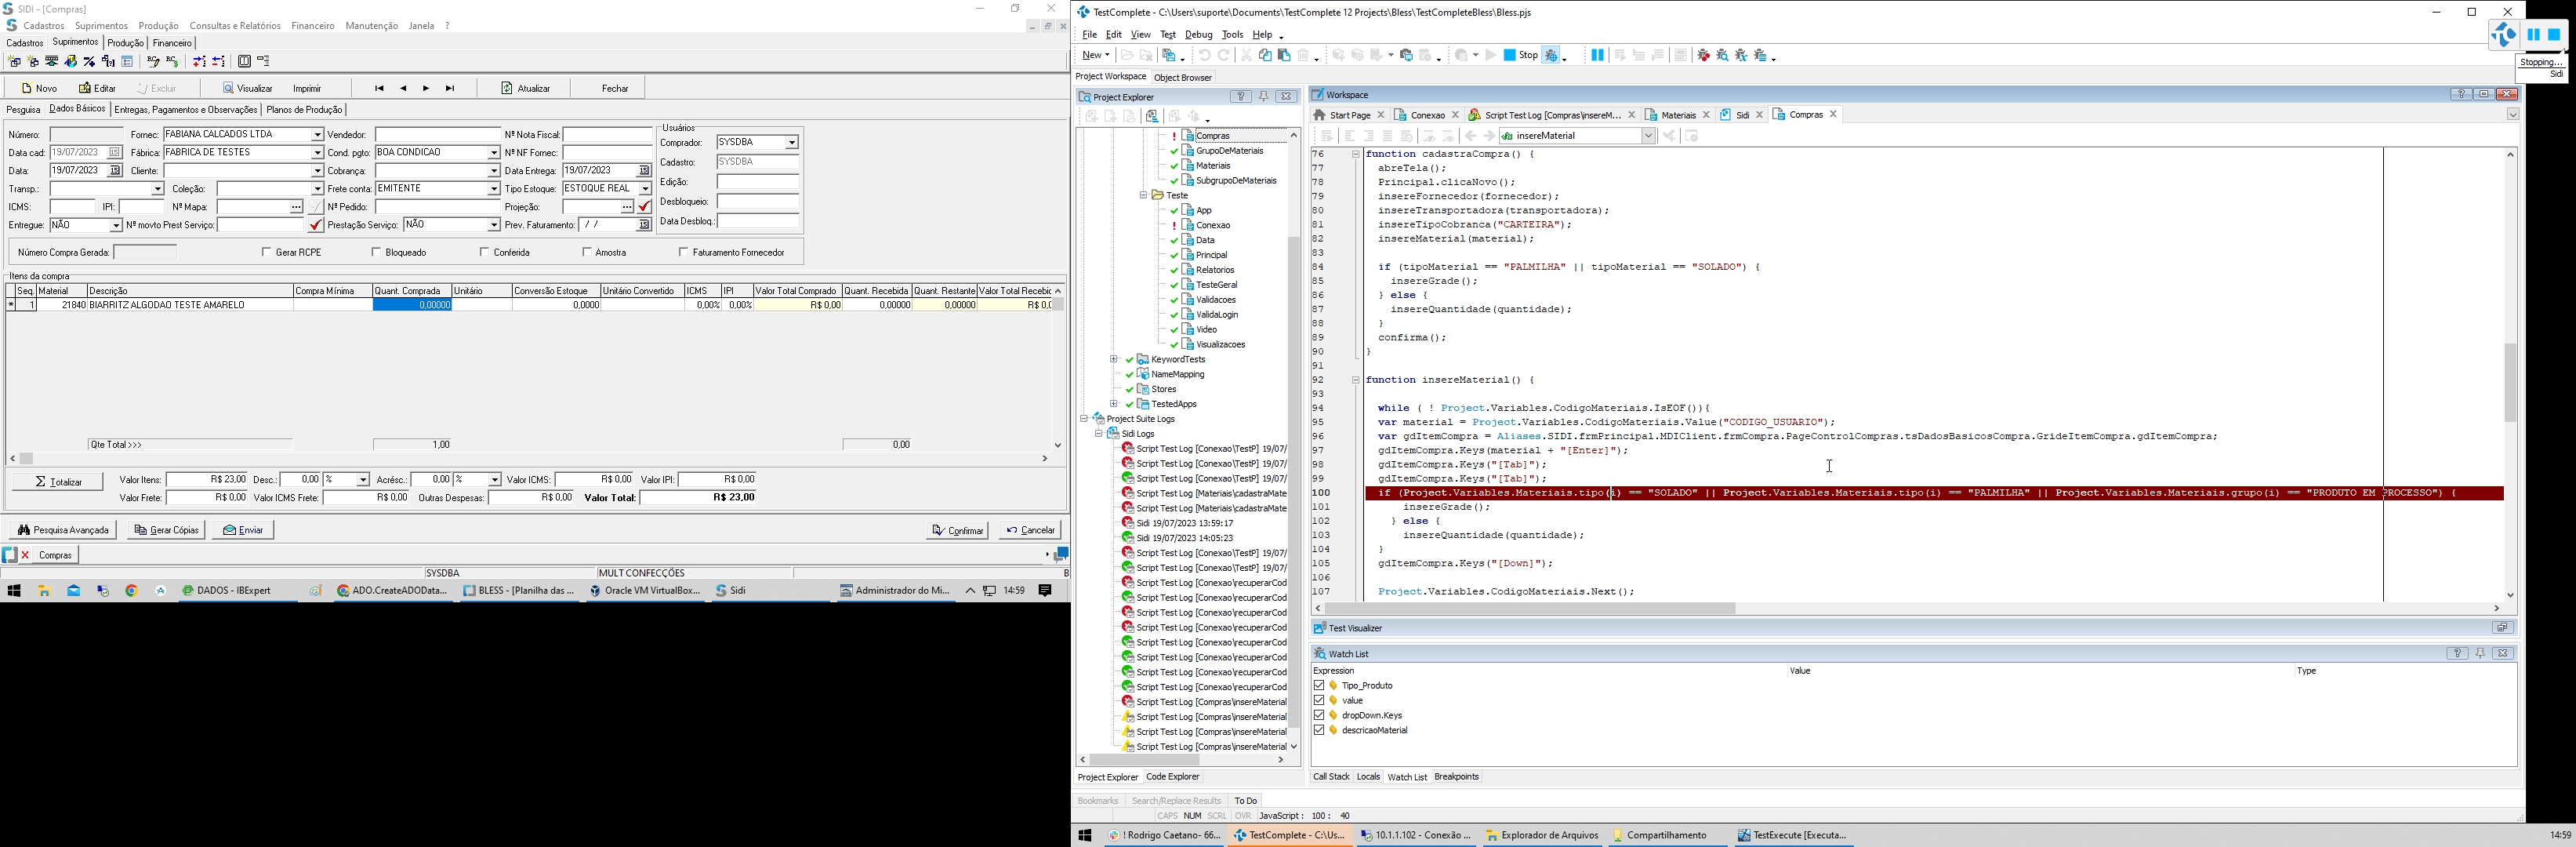 SIDI - [Compras]
Cadastros Suprimentos Produção Consultas e Relatórios Financeiro Manutenção Janela ?
Cadastros Suprimentos Produção Financeiro
Novo Editar Excluir Visualizar Imprimir Atualizar Fechar
Pesquisa Dados Básicos Entregas, Pagamentos e Observações Planos de Produção
Número: Fornec: FABIANA CALCADOS LTDA Vendedor: Nº Nota Fiscal:
Data cad: 19/07/2023 Fábrica: FABRICA DE TESTES Cond. pgto: BOA CONDICAO Nº NF Fornec:
Data: 19/07/2023 Cliente: Cobrança: Data Entrega: 19/07/2023
Transp.: Coleção: Frete conta: EMITENTE Tipo Estoque: ESTOQUE REAL
ICMS: IPI: Nº Mapa: Nº Pedido: Projeção:
Entregue: NÃO Nº movto Prest Serviço: Prestação Serviço: NÃO Prev. Faturamento: / /
Usuários
Comprador: SYSDBA
Cadastro: SYSDBA
Edição:
Desbloqueio:
Data Desbloq.:
Número Compra Gerada: Gerar RCPE Bloqueado Conferida Amostra Faturamento Fornecedor
Itens da compra
Seq. Material Descrição Compra Mínima Quant. Comprada Unitário Conversão Estoque Unitário Convertido ICMS IPI Valor Total Comprado Quant. Recebida Quant. Restante Valor Total Recebic
* 1 21840 BIARRITZ ALGODAO TESTE AMARELO 0,00000 0,0000 0,00% 0,00% R$ 0,00 0,00000 0,00000 R$ 0,0
Qte Total >>> 1,00 0,00
Totalizar Valor Itens: R$ 23,00 Desc.: 0,00 % Acrésc.: 0,00 % Valor ICMS: R$ 0,00 Valor IPI: R$ 0,00
Valor Frete: R$ 0,00 Valor ICMS Frete: R$ 0,00 Outras Despesas: R$ 0,00 Valor Total: R$ 23,00
Pesquisa Avançada Gerar Cópias Enviar Confirmar Cancelar
Compras
SYSDBA MULT CONFECÇÕES B
DADOS - IBExpert ADO.CreateADOData... BLESS - [Planilha das ... Oracle VM VirtualBox... Sidi Administrador do Mi... 14:59
TestComplete - C:\Users\suporte\Documents\TestComplete 12 Projects\Bless\TestCompleteBless\Bless.pjs
File Edit View Test Debug Tools Help
New Stop
Stopping...
Sidi
Project Workspace Object Browser
Project Explorer
Compras
GrupoDeMateriais
Materiais
SubgrupoDeMateriais
Teste
App
Conexao
Data
Principal
Relatorios
TesteGeral
Validacoes
ValidaLogin
Video
Visualizacoes
KeywordTests
NameMapping
Stores
TestedApps
Project Suite Logs
Sidi Logs
Script Test Log [Conexao\TestP] 19/07/
Script Test Log [Conexao\TestP] 19/07/
Script Test Log [Conexao\TestP] 19/07/
Script Test Log [Materiais\cadastraMate
Script Test Log [Materiais\cadastraMate
Sidi 19/07/2023 13:59:17
Sidi 19/07/2023 14:05:23
Script Test Log [Conexao\TestP] 19/07/
Script Test Log [Conexao\TestP] 19/07/
Script Test Log [Conexao\recuperarCod
Script Test Log [Conexao\recuperarCod
Script Test Log [Conexao\recuperarCod
Script Test Log [Conexao\recuperarCod
Script Test Log [Conexao\recuperarCod
Script Test Log [Conexao\recuperarCod
Script Test Log [Conexao\recuperarCod
Script Test Log [Conexao\recuperarCod
Script Test Log [Compras\insereMaterial
Script Test Log [Compras\insereMaterial
Script Test Log [Compras\insereMaterial
Script Test Log [Compras\insereMaterial
Project Explorer Code Explorer
Workspace
Start Page Conexao Script Test Log [Compras\insereM... Materiais Sidi Compras
insereMaterial
76 function cadastraCompra() {
77 abreTela();
78 Principal.clicaNovo();
79 insereFornecedor(fornecedor);
80 insereTransportadora(transportadora);
81 insereTipoCobranca("CARTEIRA");
82 insereMaterial(material);
83
84 if (tipoMaterial == "PALMILHA" || tipoMaterial == "SOLADO") {
85 insereGrade();
86 } else {
87 insereQuantidade(quantidade);
88 }
89 confirma();
90 }
91
92 function insereMaterial() {
93
94 while ( ! Project.Variables.CodigoMateriais.IsEOF()){
95 var material = Project.Variables.CodigoMateriais.Value("CODIGO_USUARIO");
96 var gdItemCompra = Aliases.SIDI.frmPrincipal.MDIClient.frmCompra.PageControlCompras.tsDadosBasicosCompra.GrideItemCompra.gdItemCompra;
97 gdItemCompra.Keys(material + "[Enter]");
98 gdItemCompra.Keys("[Tab]");
99 gdItemCompra.Keys("[Tab]");
100 if (Project.Variables.Materiais.tipo(i) == "SOLADO" || Project.Variables.Materiais.tipo(i) == "PALMILHA" || Project.Variables.Materiais.grupo(i) == "PRODUTO EM PROCESSO") {
101 insereGrade();
102 } else {
103 insereQuantidade(quantidade);
104 }
105 gdItemCompra.Keys("[Down]");
106
107 Project.Variables.CodigoMateriais.Next();
Test Visualizer
Watch List
Expression Value Type
Tipo_Produto
value
dropDown.Keys
descricaoMaterial
Call Stack Locals Watch List Breakpoints
Bookmarks Search/Replace Results To Do
CAPS NUM SCRL OVR JavaScript : 100 : 40
! Rodrigo Caetano- 66... TestComplete - C:\Us... 10.1.1.102 - Conexão ... Explorador de Arquivos Compartilhamento TestExecute [Executa... 14:59